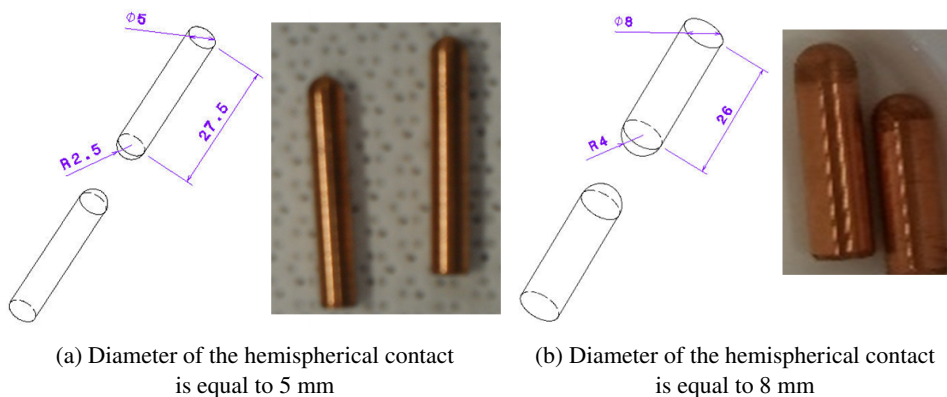 Φ5
27.5
R2.5
Φ8
26
R4
(a) Diameter of the hemispherical contact
is equal to 5 mm
(b) Diameter of the hemispherical contact
is equal to 8 mm